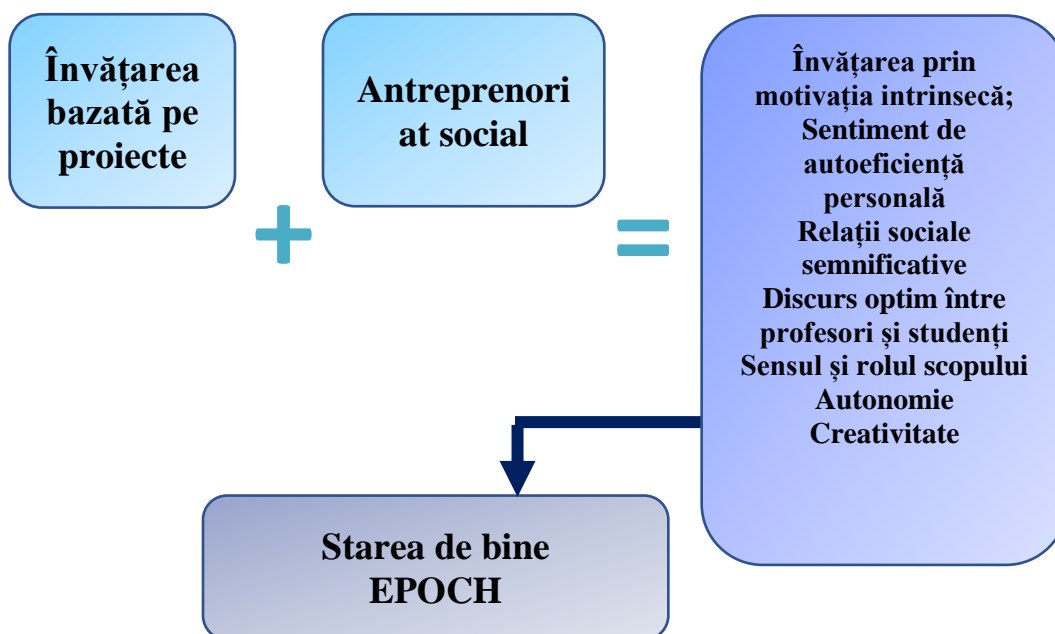 Învățarea
bazată pe
proiecte
+
Antreprenori
at social
=
Învățarea prin
motivația intrinsecă;
Sentiment de
autoeficiență
personală
Relații sociale
semnificative
Discurs optim între
profesori și studenți
Sensul și rolul scopului
Autonomie
Creativitate
Starea de bine
EPOCH